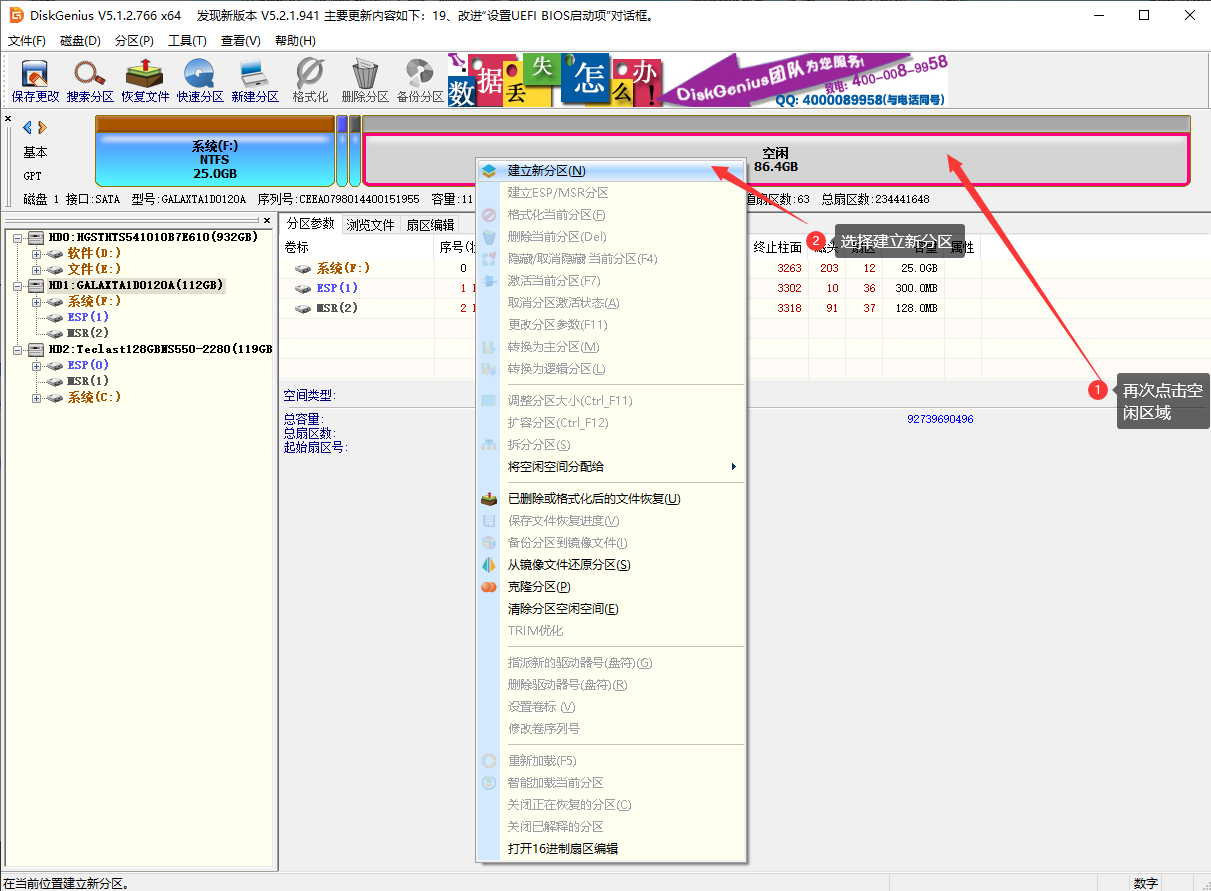 DiskGenius V5.1.2.766 x64 发现新版本 V5.2.1.941 主要更新内容如下：19、改进"设置UEFI BIOS启动项"对话框。
文件(F) 磁盘(D) 分区(P) 工具(T) 查看(V) 帮助(H)
保存更改 搜索分区 恢复文件 快速分区 新建分区 格式化 删除分区 备份分区
数据丢失怎么办！
DiskGenius团队为您服务！
致电：400-008-9958
QQ: 4000089958(与电话同号)
基本
GPT
系统(F:)
NTFS
25.0GB
空闲
86.4GB
磁盘 1 接口:SATA 型号:GALAXTA1D0120A 序列号:CEEA0798014400151955 容量:11
道扇区数:63 总扇区数:234441648
HD0:HGSTHTS541010B7E610(932GB)
软件(D:)
文件(E:)
HD1:GALAXTA1D0120A(112GB)
系统(F:)
ESP(1)
MSR(2)
HD2:Teclast128GBNS550-2280(119GB
ESP(0)
MSR(1)
系统(C:)
分区参数 浏览文件 扇区编辑
卷标 序号(状 终止柱面 磁头 扇区 容量 属性
系统(F:) 0 3263 203 12 25.0GB
ESP(1) 1 3302 10 36 300.0MB
MSR(2) 2 3318 91 37 128.0MB
空间类型:
总容量: 92739690496
总扇区数:
起始扇区号:
建立新分区(N)
建立ESP/MSR分区
格式化当前分区(F)
删除当前分区(Del)
隐藏/取消隐藏 当前分区(F4)
激活当前分区(F7)
取消分区激活状态(A)
更改分区参数(F11)
转换为主分区(M)
转换为逻辑分区(L)
调整分区大小(Ctrl_F11)
扩容分区(Ctrl_F12)
拆分分区(S)
将空闲空间分配给
已删除或格式化后的文件恢复(U)
保存文件恢复进度(V)
备份分区到镜像文件(I)
从镜像文件还原分区(S)
克隆分区(P)
清除分区空闲空间(E)
TRIM优化
指派新的驱动器号(盘符)(G)
删除驱动器号(盘符)(R)
设置卷标 (V)
修改卷序列号
重新加载(F5)
智能加载当前分区
关闭正在恢复的分区(C)
关闭已解释的分区
打开16进制扇区编辑
2 选择建立新分区
1 再次点击空
闲区域
在当前位置建立新分区。
数字